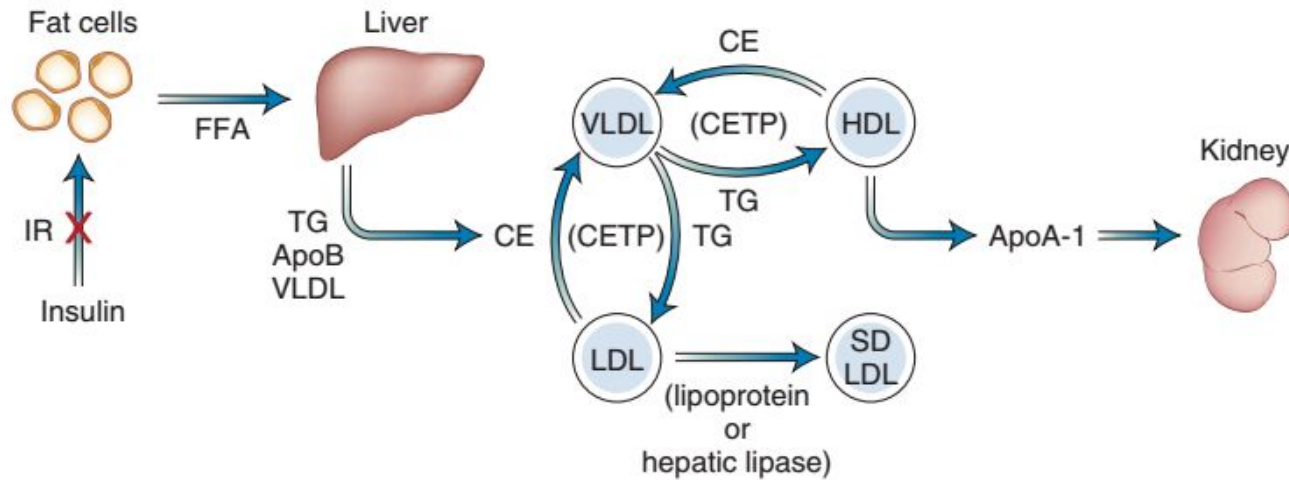 Fat cells
Liver
FFA
IR
Insulin
TG
ApoB
VLDL
CE
VLDL
(CETP)
HDL
CE
TG
(CETP)
TG
LDL
(lipoprotein
or
hepatic lipase)
SD
LDL
ApoA-1
Kidney